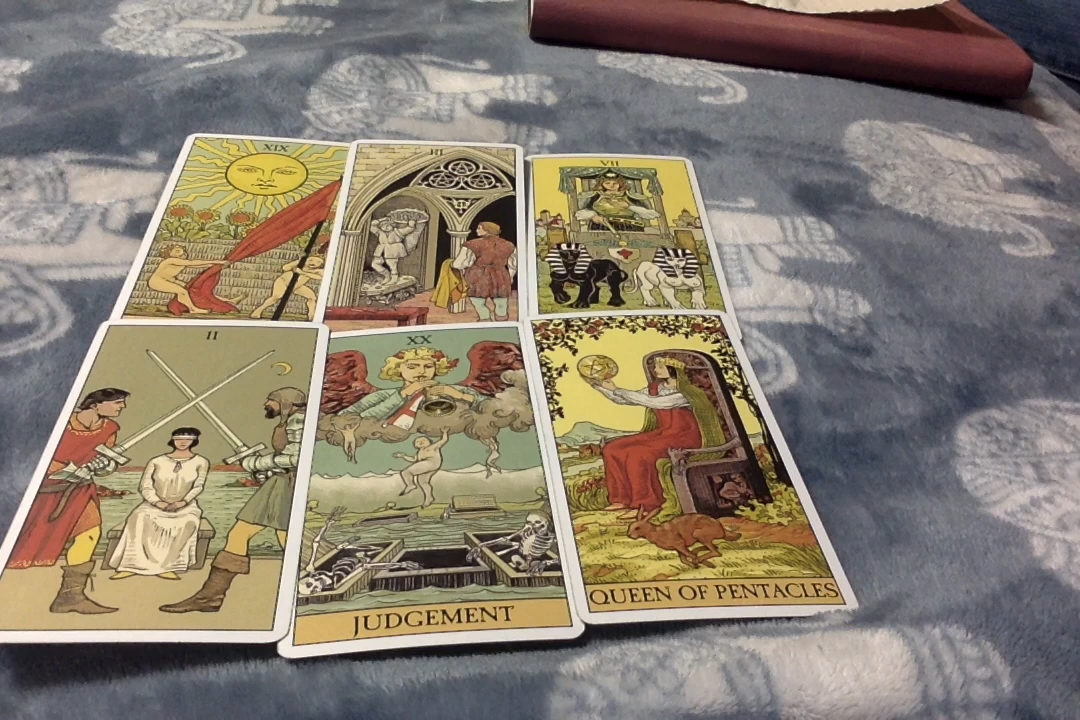 XIX
III
VII
II
XX
JUDGEMENT
QUEEN OF PENTACLES